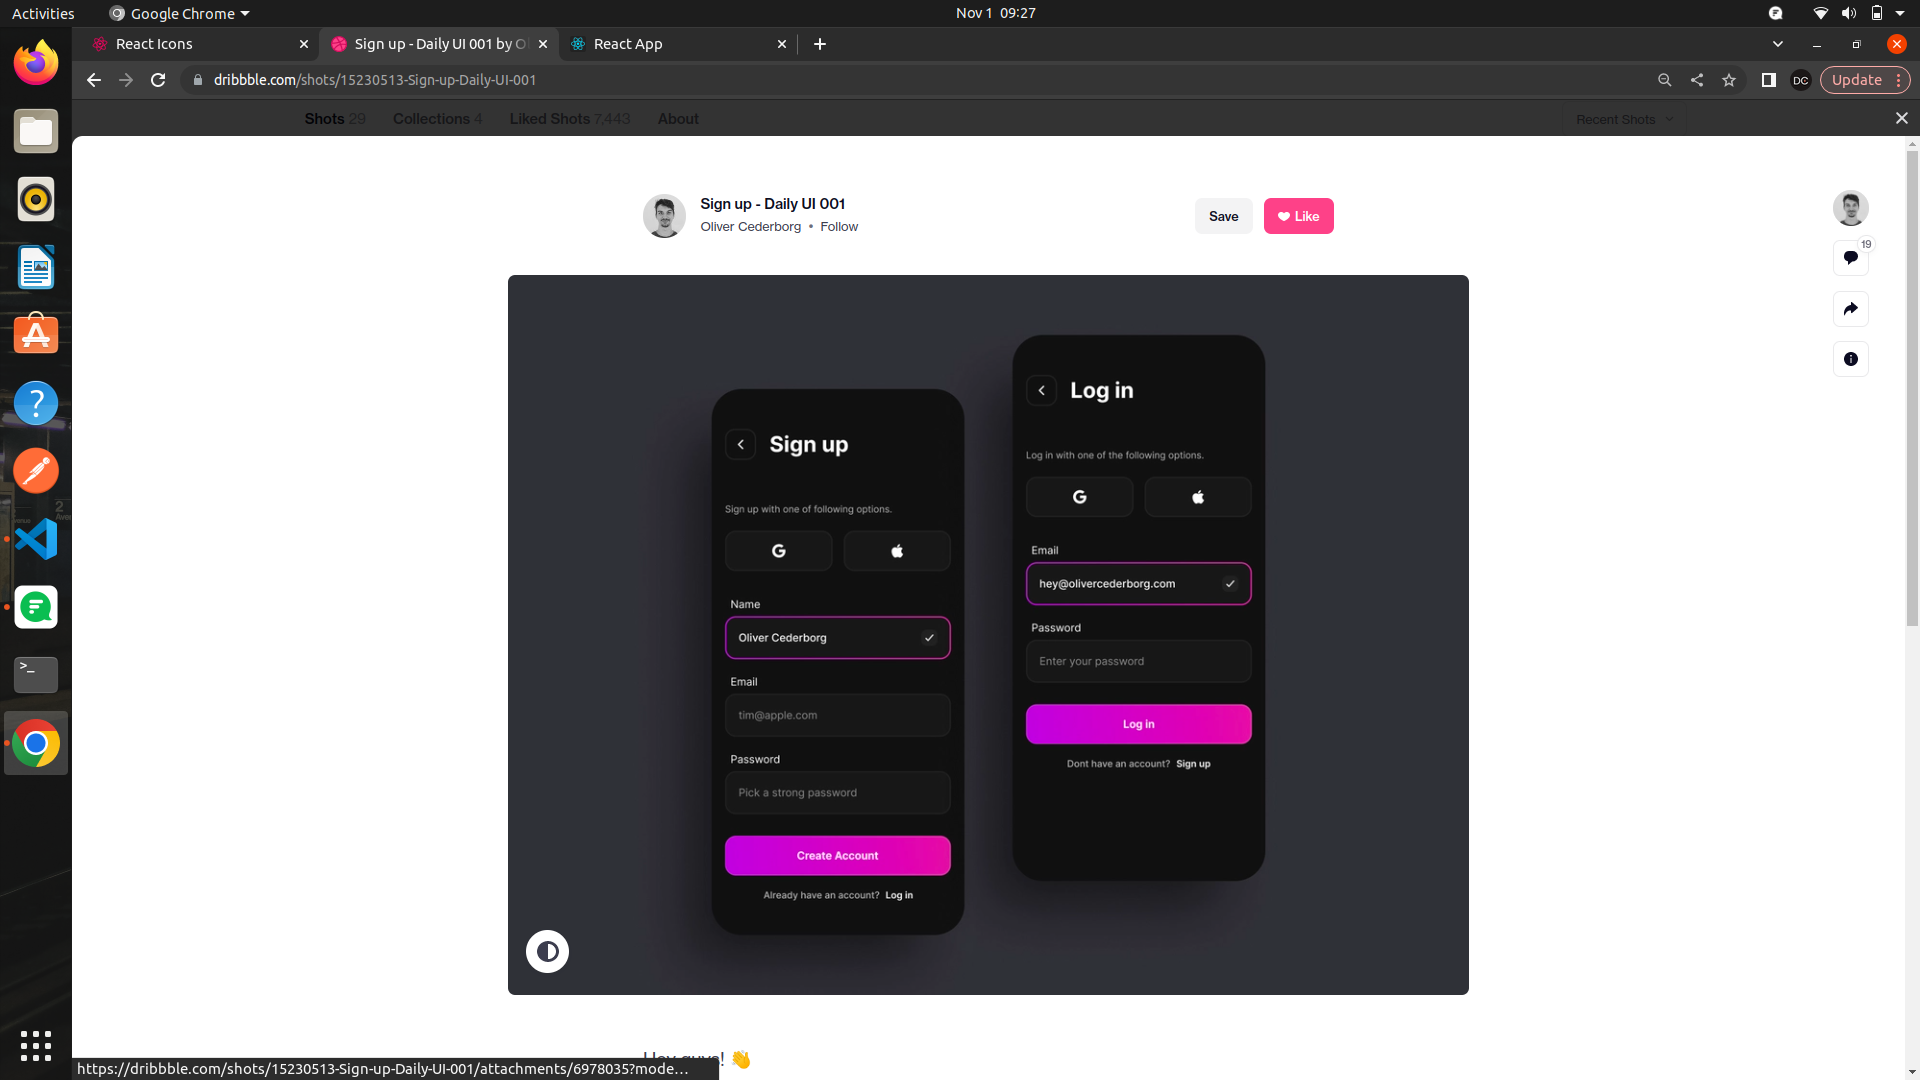 Activities
Google Chrome
Nov 1 09:27
React Icons
Sign up - Daily UI 001 by Ol
React App
dribbble.com/shots/15230513-Sign-up-Daily-UI-001
DC
Update
Shots 29
Collections 4
Liked Shots 7,443
About
Recent Shots
Sign up - Daily UI 001
Oliver Cederborg • Follow
Save
Like
19
Sign up
Sign up with one of following options.
G
Name
Oliver Cederborg
Email
tim@apple.com
Password
Pick a strong password
Create Account
Already have an account? Log in
Log in
Log in with one of the following options.
G
Email
hey@olivercederborg.com
Password
Enter your password
Log in
Dont have an account? Sign up
Hey guys! 👋
https://dribbble.com/shots/15230513-Sign-up-Daily-UI-001/attachments/6978035?mode...